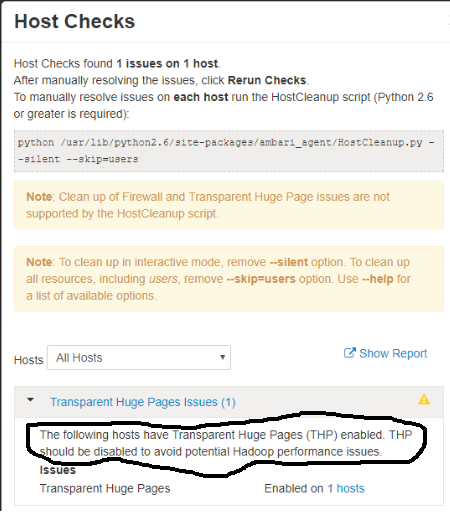 Host Checks
Host Checks found 1 issues on 1 host.
After manually resolving the issues, click Rerun Checks.
To manually resolve issues on each host run the HostCleanup script (Python 2.6
or greater is required):
python /usr/lib/python2.6/site-packages/ambari_agent/HostCleanup.py -
-silent --skip=users
Note: Clean up of Firewall and Transparent Huge Page issues are not
supported by the HostCleanup script.
Note: To clean up in interactive mode, remove --silent option. To clean up
all resources, including users, remove --skip=users option. Use --help for
a list of available options.
Hosts All Hosts Show Report
Transparent Huge Pages Issues (1)
The following hosts have Transparent Huge Pages (THP) enabled. THP
should be disabled to avoid potential Hadoop performance issues.
Issues
Transparent Huge Pages Enabled on 1 hosts